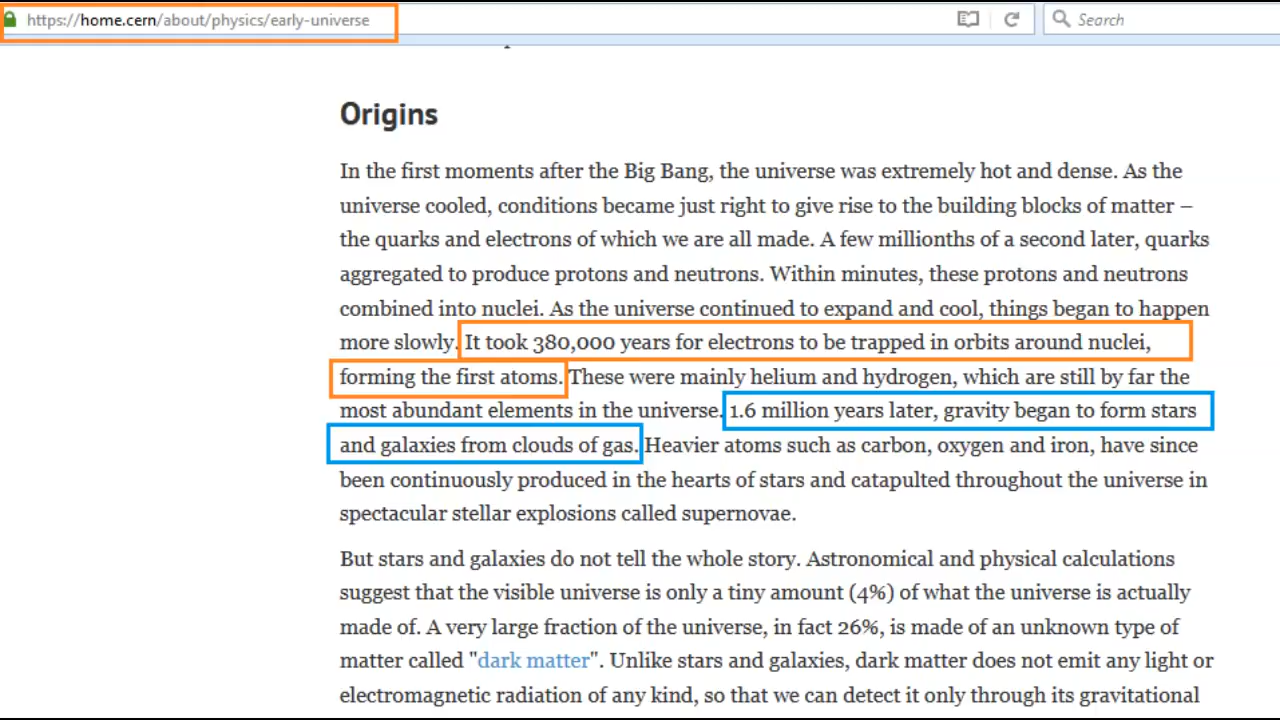 https://home.cern/about/physics/early-universe
Search
Origins
In the first moments after the Big Bang, the universe was extremely hot and dense. As the
universe cooled, conditions became just right to give rise to the building blocks of matter –
the quarks and electrons of which we are all made. A few millionths of a second later, quarks
aggregated to produce protons and neutrons. Within minutes, these protons and neutrons
combined into nuclei. As the universe continued to expand and cool, things began to happen
more slowly. It took 380,000 years for electrons to be trapped in orbits around nuclei,
forming the first atoms. These were mainly helium and hydrogen, which are still by far the
most abundant elements in the universe. 1.6 million years later, gravity began to form stars
and galaxies from clouds of gas. Heavier atoms such as carbon, oxygen and iron, have since
been continuously produced in the hearts of stars and catapulted throughout the universe in
spectacular stellar explosions called supernovae.
But stars and galaxies do not tell the whole story. Astronomical and physical calculations
suggest that the visible universe is only a tiny amount (4%) of what the universe is actually
made of. A very large fraction of the universe, in fact 26%, is made of an unknown type of
matter called "dark matter". Unlike stars and galaxies, dark matter does not emit any light or
electromagnetic radiation of any kind, so that we can detect it only through its gravitational